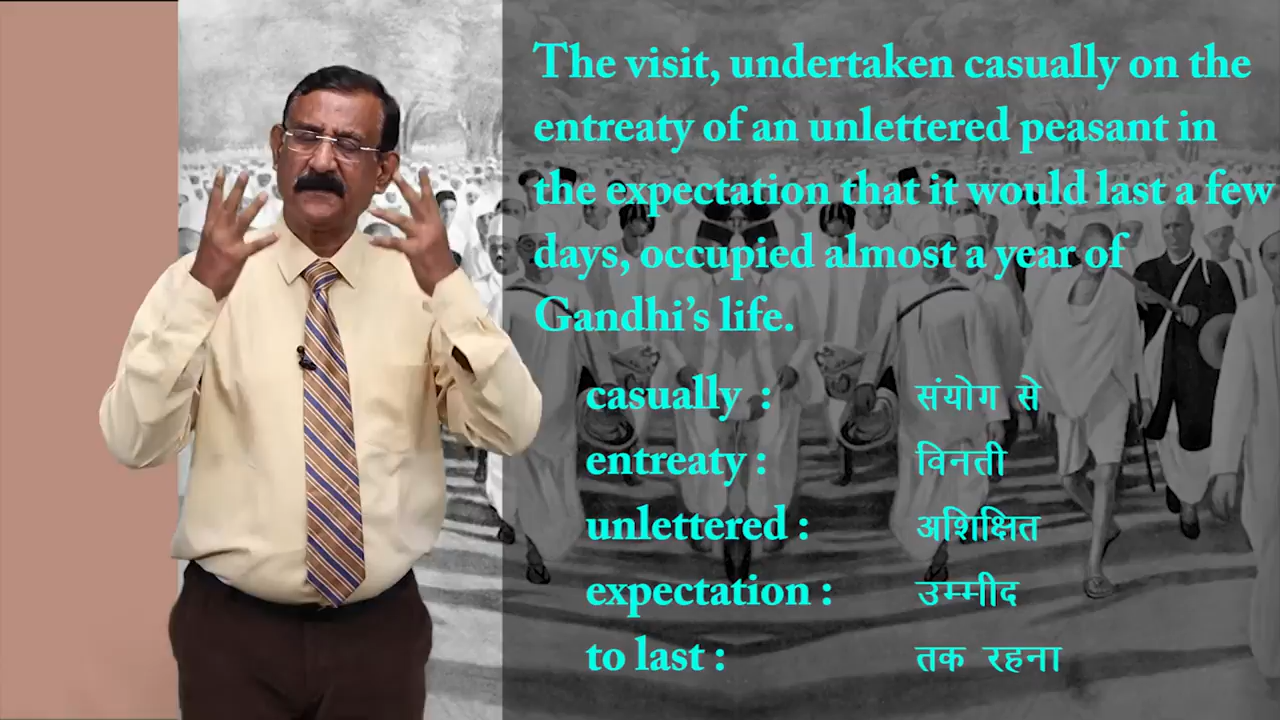 The visit, undertaken casually on the
entreaty of an unlettered peasant in
the expectation that it would last a few
days, occupied almost a year of
Gandhi's life.
casually : संयोग से
entreaty : विनती
unlettered : अशिक्षित
expectation : उम्मीद
to last : तक रहना